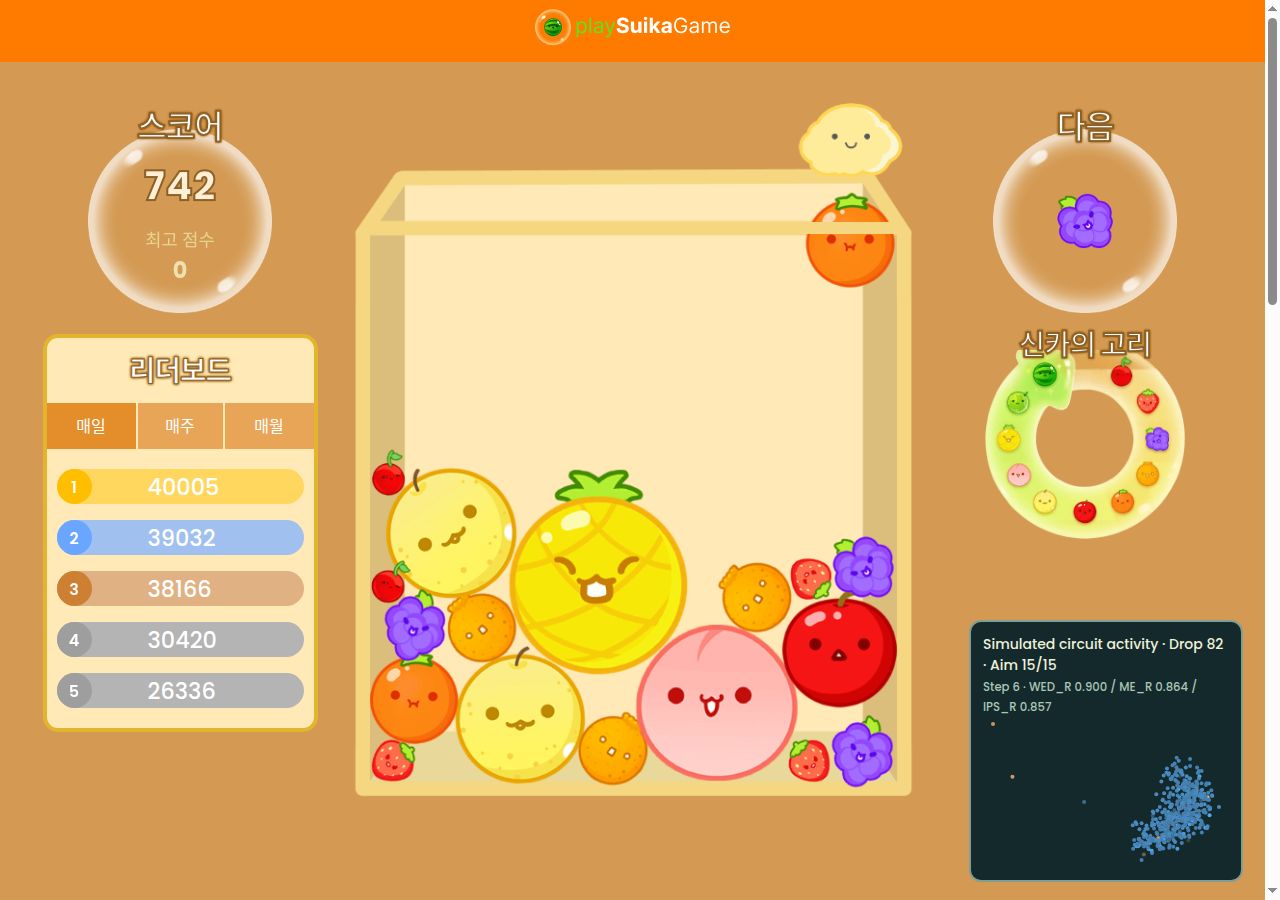 playSuikaGame
스코어
742
최고 점수
0
리더보드
매일 매주 매월
1 40005
2 39032
3 38166
4 30420
5 26336
다음
신카의 고리
Simulated circuit activity · Drop 82
· Aim 15/15
Step 6 · WED_R 0.900 / ME_R 0.864 /
IPS_R 0.857